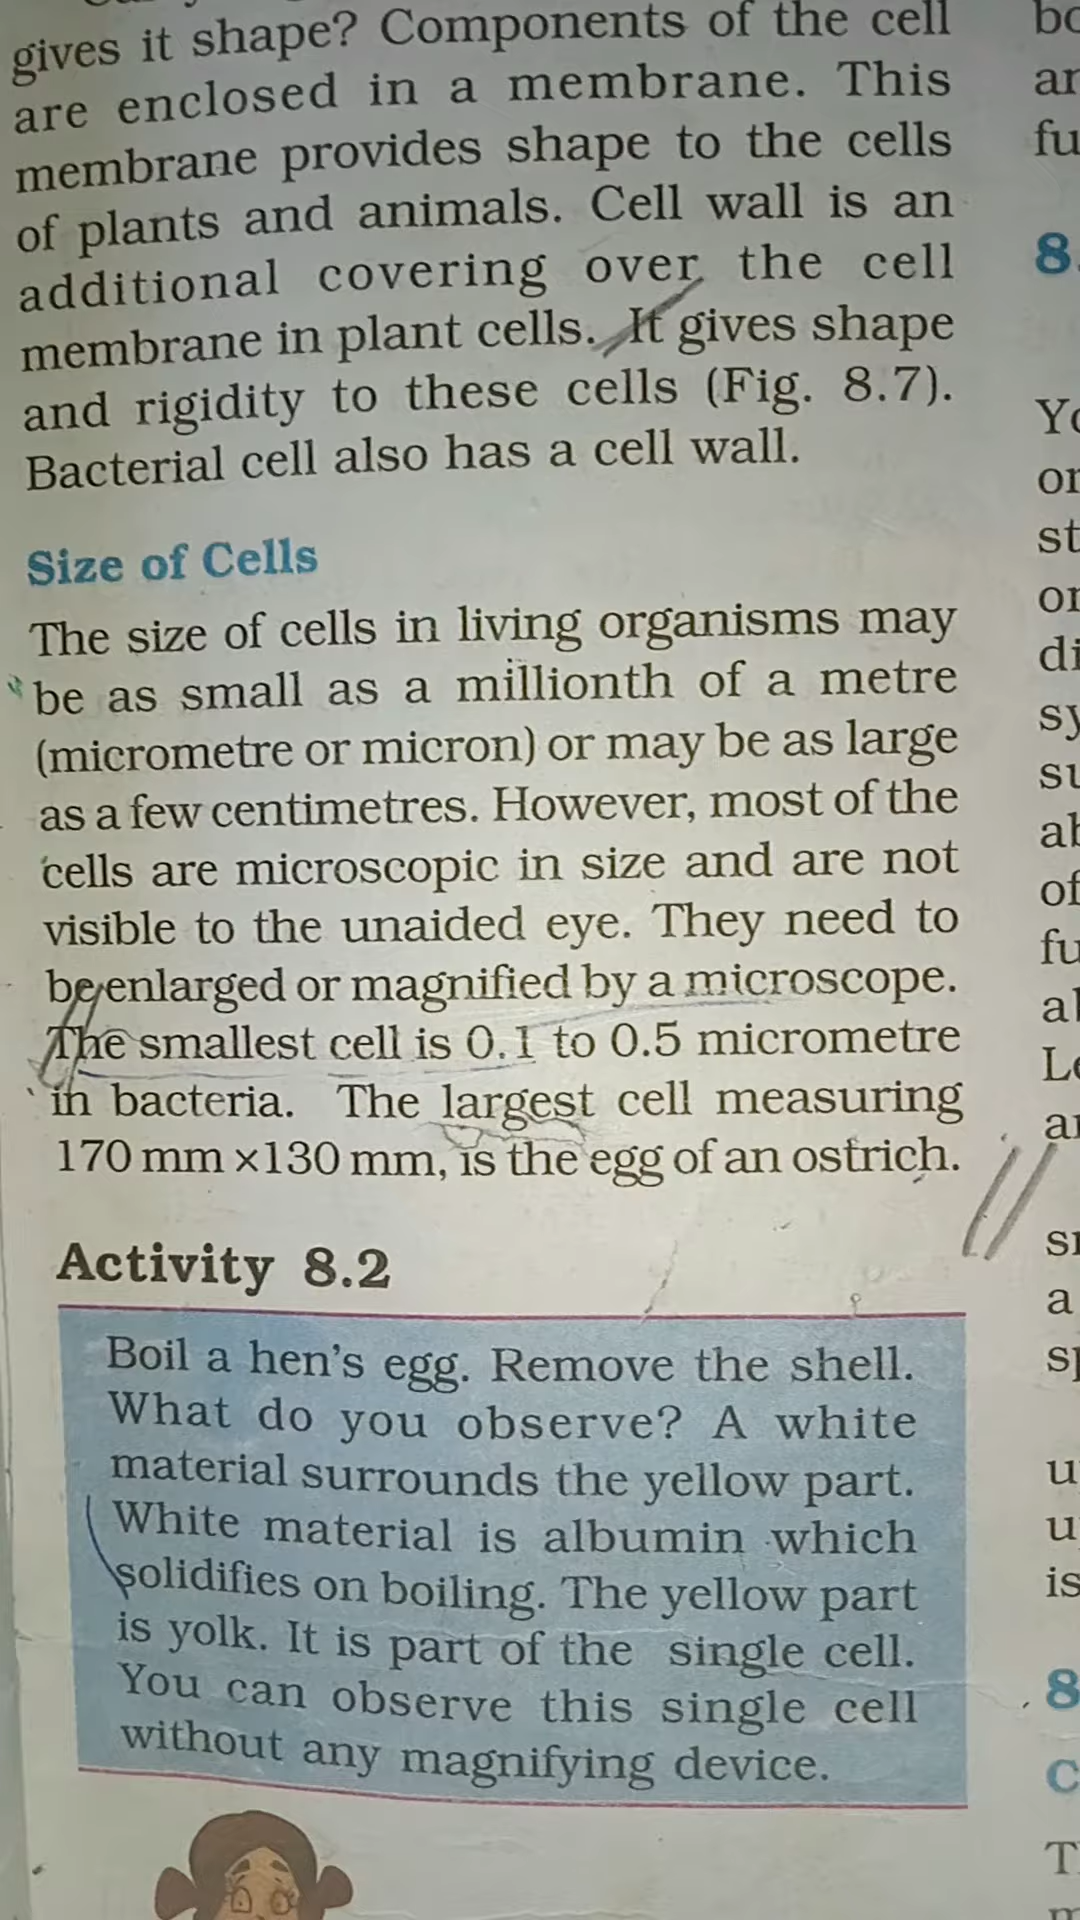 gives it shape? Components of the cell
are enclosed in a membrane. This
membrane provides shape to the cells
of plants and animals. Cell wall is an
additional covering over the cell
membrane in plant cells. It gives shape
and rigidity to these cells (Fig. 8.7).
Bacterial cell also has a cell wall.
Size of Cells
The size of cells in living organisms may
be as small as a millionth of a metre
(micrometre or micron) or may be as large
as a few centimetres. However, most of the
cells are microscopic in size and are not
visible to the unaided eye. They need to
be enlarged or magnified by a microscope.
The smallest cell is 0.1 to 0.5 micrometre
in bacteria. The largest cell measuring
170 mm ×130 mm, is the egg of an ostrich.
Activity 8.2
Boil a hen's egg. Remove the shell.
What do you observe? A white
material surrounds the yellow part.
White material is albumin which
solidifies on boiling. The yellow part
is yolk. It is part of the single cell.
You can observe this single cell
without any magnifying device.